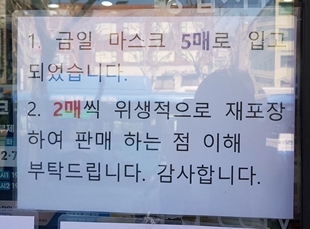 1. 금일 마스크 5매로 입고
되었습니다.
2. 2매씩 위생적으로 재포장
하여 판매 하는 점 이해
부탁드립니다. 감사합니다.